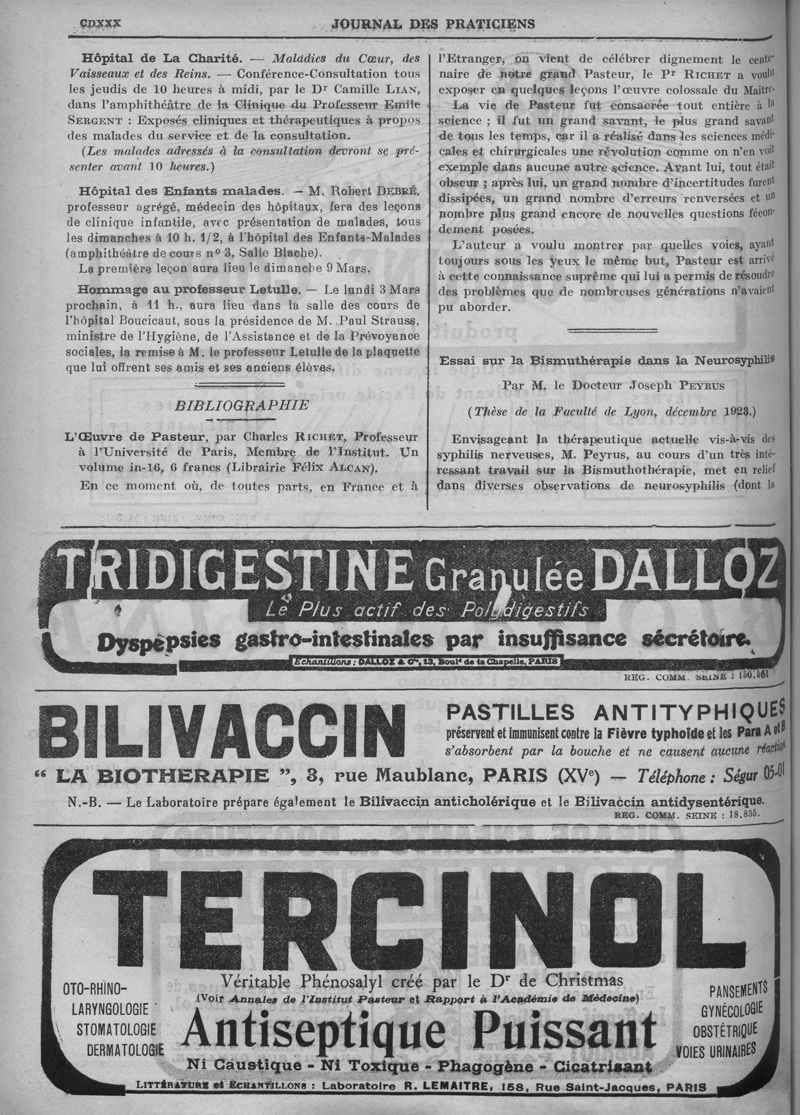 CDXXX
JOURNAL DES PRATICIENS
Hôpital de La Charité. — Maladies du Cœur, des
Vaisseaux et des Reins. — Conférence-Consultation tous
les jeudis de 10 heures à midi, par le Dr Camille LIAN,
dans l'amphithéâtre de la Clinique du Professeur Emile
SERGENT : Exposés cliniques et thérapeutiques à propos
des malades du service et de la consultation.
(Les malades adressés à la consultation devront se pré-
senter avant 10 heures.)
Hôpital des Enfants malades. — M. Robert DEBRÉ,
professeur agrégé, médecin des hôpitaux, fera des leçons
de clinique infantile, avec présentation de malades, tous
les dimanches à 10 h. 1/2, à l'hôpital des Enfants-Malades
(amphithéâtre de cours no 3, Salle Blache).
La première leçon aura lieu le dimanche 9 Mars.
Hommage au professeur Letulle. — Le lundi 3 Mars
prochain, à 11 h., aura lieu dans la salle des cours de
l'hôpital Boucicaut, sous la présidence de M. Paul Strauss,
ministre de l'Hygiène, de l'Assistance et de la Prévoyance
sociales, la remise à M. le professeur Letulle de la plaquette
que lui offrent ses amis et ses anciens élèves.
BIBLIOGRAPHIE
L'Œuvre de Pasteur, par Charles RICHET, Professeur
à l'Université de Paris, Membre de l'Institut. Un
volume in-16, 6 francs (Librairie Félix ALCAN).
En ce moment où, de toutes parts, en France et à
l'Etranger, on vient de célébrer dignement le cente-
naire de notre grand Pasteur, le Pr RICHET a voulu
exposer en quelques leçons l'œuvre colossale du Maître.
La vie de Pasteur fut consacrée tout entière à la
science ; il fut un grand savant, le plus grand savant
de tous les temps, car il a réalisé dans les sciences médi-
cales et chirurgicales une révolution comme on n'en voit
exemple dans aucune autre science. Avant lui, tout était
obscur ; après lui, un grand nombre d'incertitudes furent
dissipées, un grand nombre d'erreurs renversées et un
nombre plus grand encore de nouvelles questions fécon-
dement posées.
L'auteur a voulu montrer par quelles voies, ayant
toujours sous les yeux le même but, Pasteur est arrivé
à cette connaissance suprême qui lui a permis de résoudre
des problèmes que de nombreuses générations n'avaient
pu aborder.
Essai sur la Bismuthérapie dans la Neurosyphilis
Par M. le Docteur Joseph PEYRUS
(Thèse de la Faculté de Lyon, décembre 1923.)
Envisageant la thérapeutique actuelle vis-à-vis des
syphilis nerveuses, M. Peyrus, au cours d'un très inté-
ressant travail sur la Bismuthothérapie, met en relief
dans diverses observations de neurosyphilis (dont la
TRIDIGESTINE Granulée DALLOZ
Le Plus actif des Polydigestifs
Dyspepsies gastro-intestinales par insuffisance sécrétoire.
Echantillons : DALLOZ & Cie, 13, Bould de la Chapelle, PARIS
REG. COMM. SEINE : 150.561
BILIVACCIN
PASTILLES ANTITYPHIQUES
préservent et immunisent contre la Fièvre typhoïde et les Para A et B
s'absorbent par la bouche et ne causent aucune réaction
“ LA BIOTHERAPIE ”, 3, rue Maublanc, PARIS (XVe) — Téléphone : Ségur 05-01
N.-B. — Le Laboratoire prépare également le Bilivaccin anticholérique et le Bilivaccin antidysentérique.
REG. COMM. SEINE : 18.835.
TERCINOL
Véritable Phénosalyl créé par le Dr de Christmas
(Voir Annales de l'Institut Pasteur et Rapport à l'Académie de Médecine)
OTO-RHINO-
LARYNGOLOGIE
STOMATOLOGIE
DERMATOLOGIE
Antiseptique Puissant
PANSEMENTS
GYNÉCOLOGIE
OBSTÉTRIQUE
VOIES URINAIRES
Ni Caustique - Ni Toxique - Phagogène - Cicatrisant
LITTÉRATURE et ECHANTILLONS : Laboratoire R. LEMAITRE, 158, Rue Saint-Jacques, PARIS